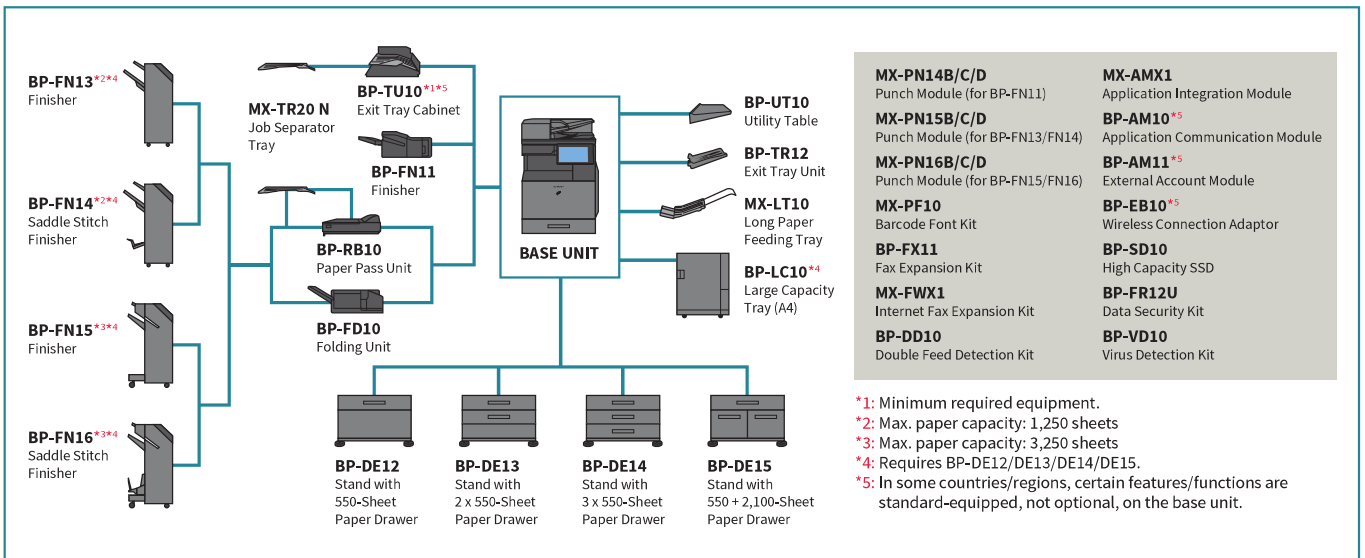 BP-FN13*2*4
Finisher
BP-FN14*2*4
Saddle Stitch
Finisher
BP-FN15*3*4
Finisher
BP-FN16*3*4
Saddle Stitch
Finisher
MX-TR20 N
Job Separator
Tray
BP-TU10*1*5
Exit Tray Cabinet
BP-FN11
Finisher
BP-RB10
Paper Pass Unit
BP-FD10
Folding Unit
BASE UNIT
BP-UT10
Utility Table
BP-TR12
Exit Tray Unit
MX-LT10
Long Paper
Feeding Tray
BP-LC10*4
Large Capacity
Tray (A4)
BP-DE12
Stand with
550-Sheet
Paper Drawer
BP-DE13
Stand with
2 x 550-Sheet
Paper Drawer
BP-DE14
Stand with
3 x 550-Sheet
Paper Drawer
BP-DE15
Stand with
550 + 2,100-Sheet
Paper Drawer
MX-PN14B/C/D
Punch Module (for BP-FN11)
MX-PN15B/C/D
Punch Module (for BP-FN13/FN14)
MX-PN16B/C/D
Punch Module (for BP-FN15/FN16)
MX-PF10
Barcode Font Kit
BP-FX11
Fax Expansion Kit
MX-FWX1
Internet Fax Expansion Kit
BP-DD10
Double Feed Detection Kit
MX-AMX1
Application Integration Module
BP-AM10*5
Application Communication Module
BP-AM11*5
External Account Module
BP-EB10*5
Wireless Connection Adaptor
BP-SD10
High Capacity SSD
BP-FR12U
Data Security Kit
BP-VD10
Virus Detection Kit
*1: Minimum required equipment.
*2: Max. paper capacity: 1,250 sheets
*3: Max. paper capacity: 3,250 sheets
*4: Requires BP-DE12/DE13/DE14/DE15.
*5: In some countries/regions, certain features/functions are
standard-equipped, not optional, on the base unit.